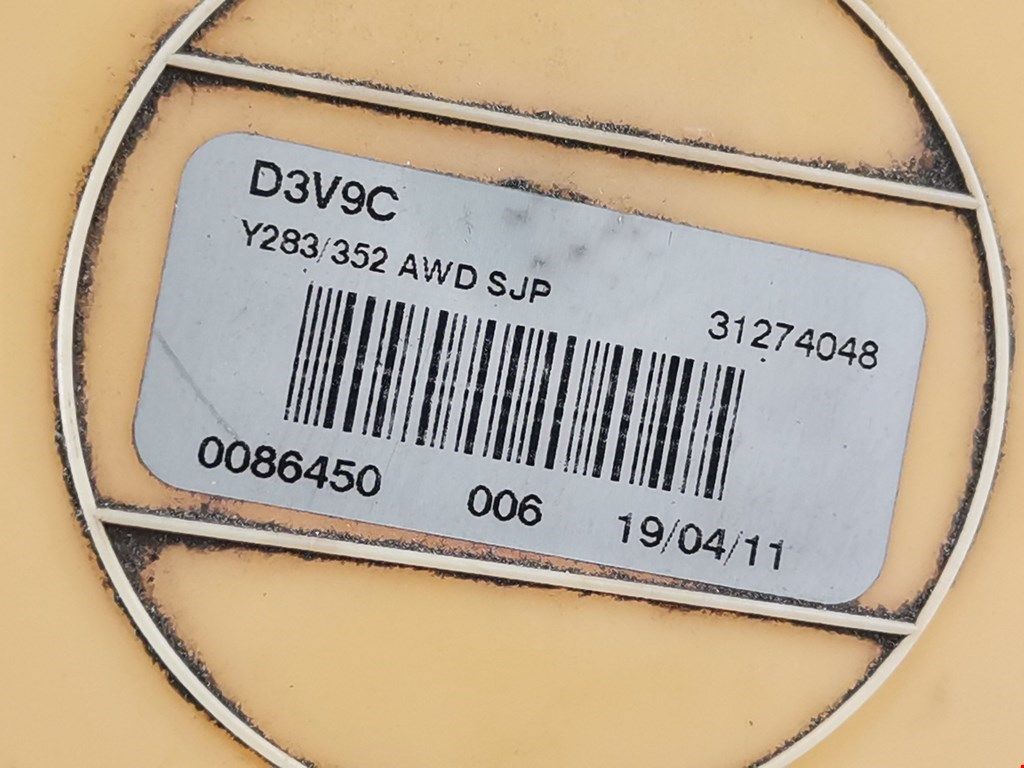 D3V9C
Y283/352 AWD SJP
31274048
0086450 006 19/04/11